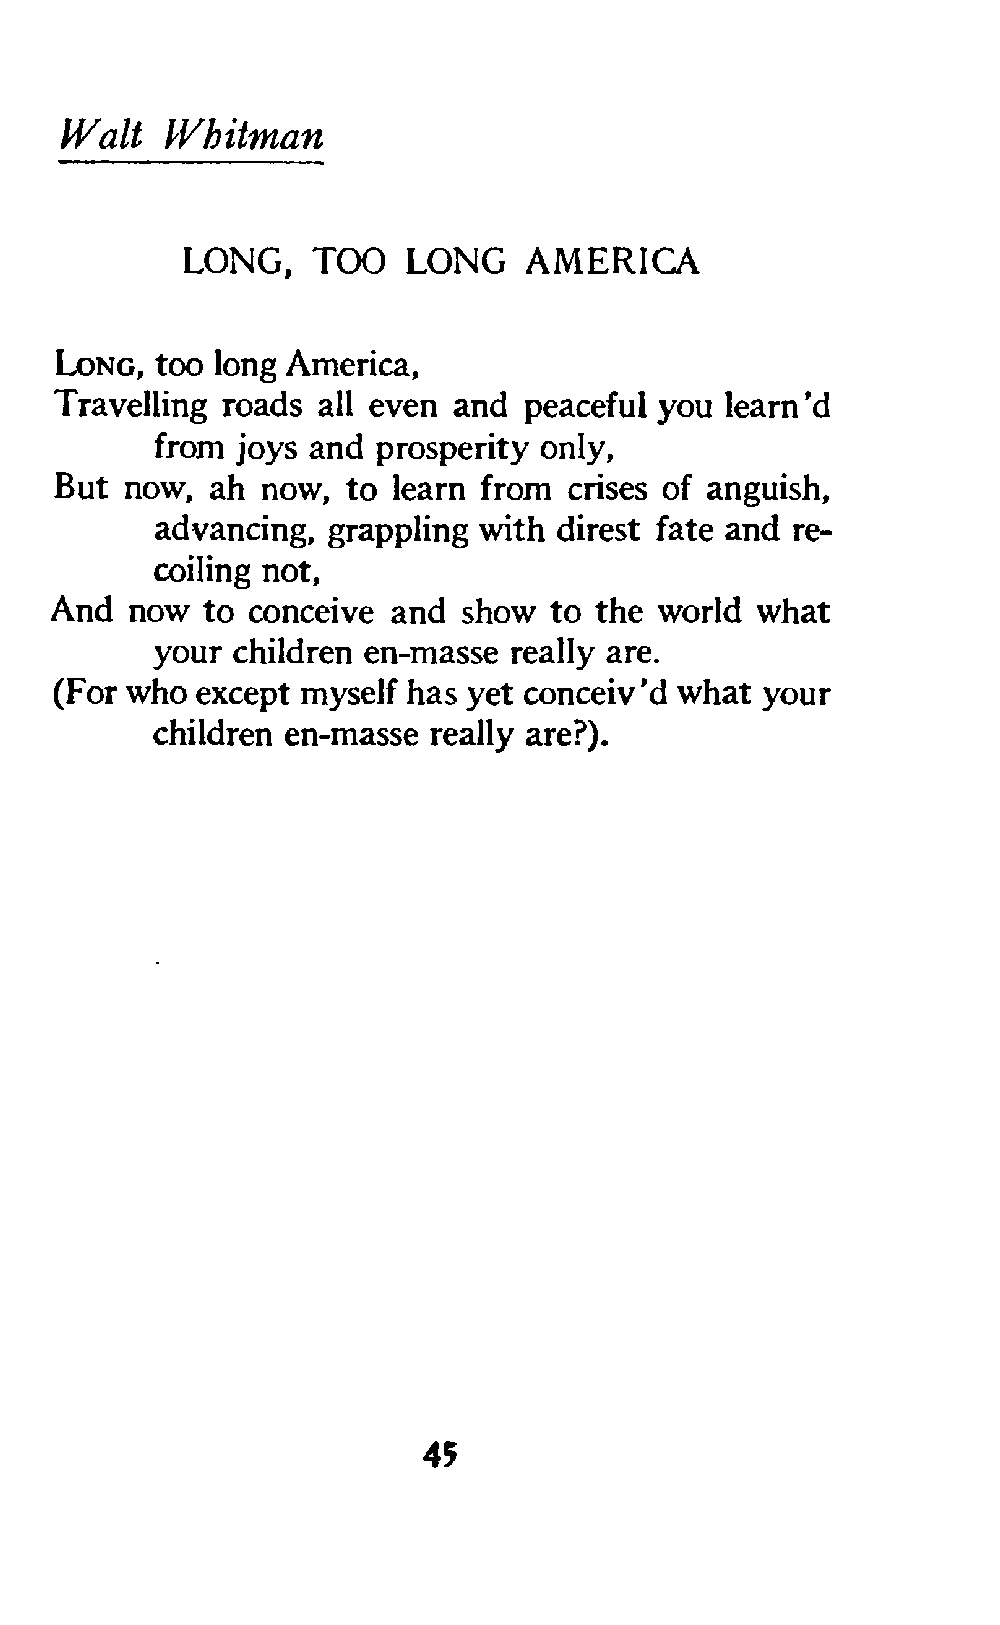 Walt Whitman
LONG, TOO LONG AMERICA
LONG, too long America,
Travelling roads all even and peaceful you learn'd
from joys and prosperity only,
But now, ah now, to learn from crises of anguish,
advancing, grappling with direst fate and re-
coiling not,
And now to conceive and show to the world what
your children en-masse really are.
(For who except myself has yet conceiv'd what your
children en-masse really are?).
45